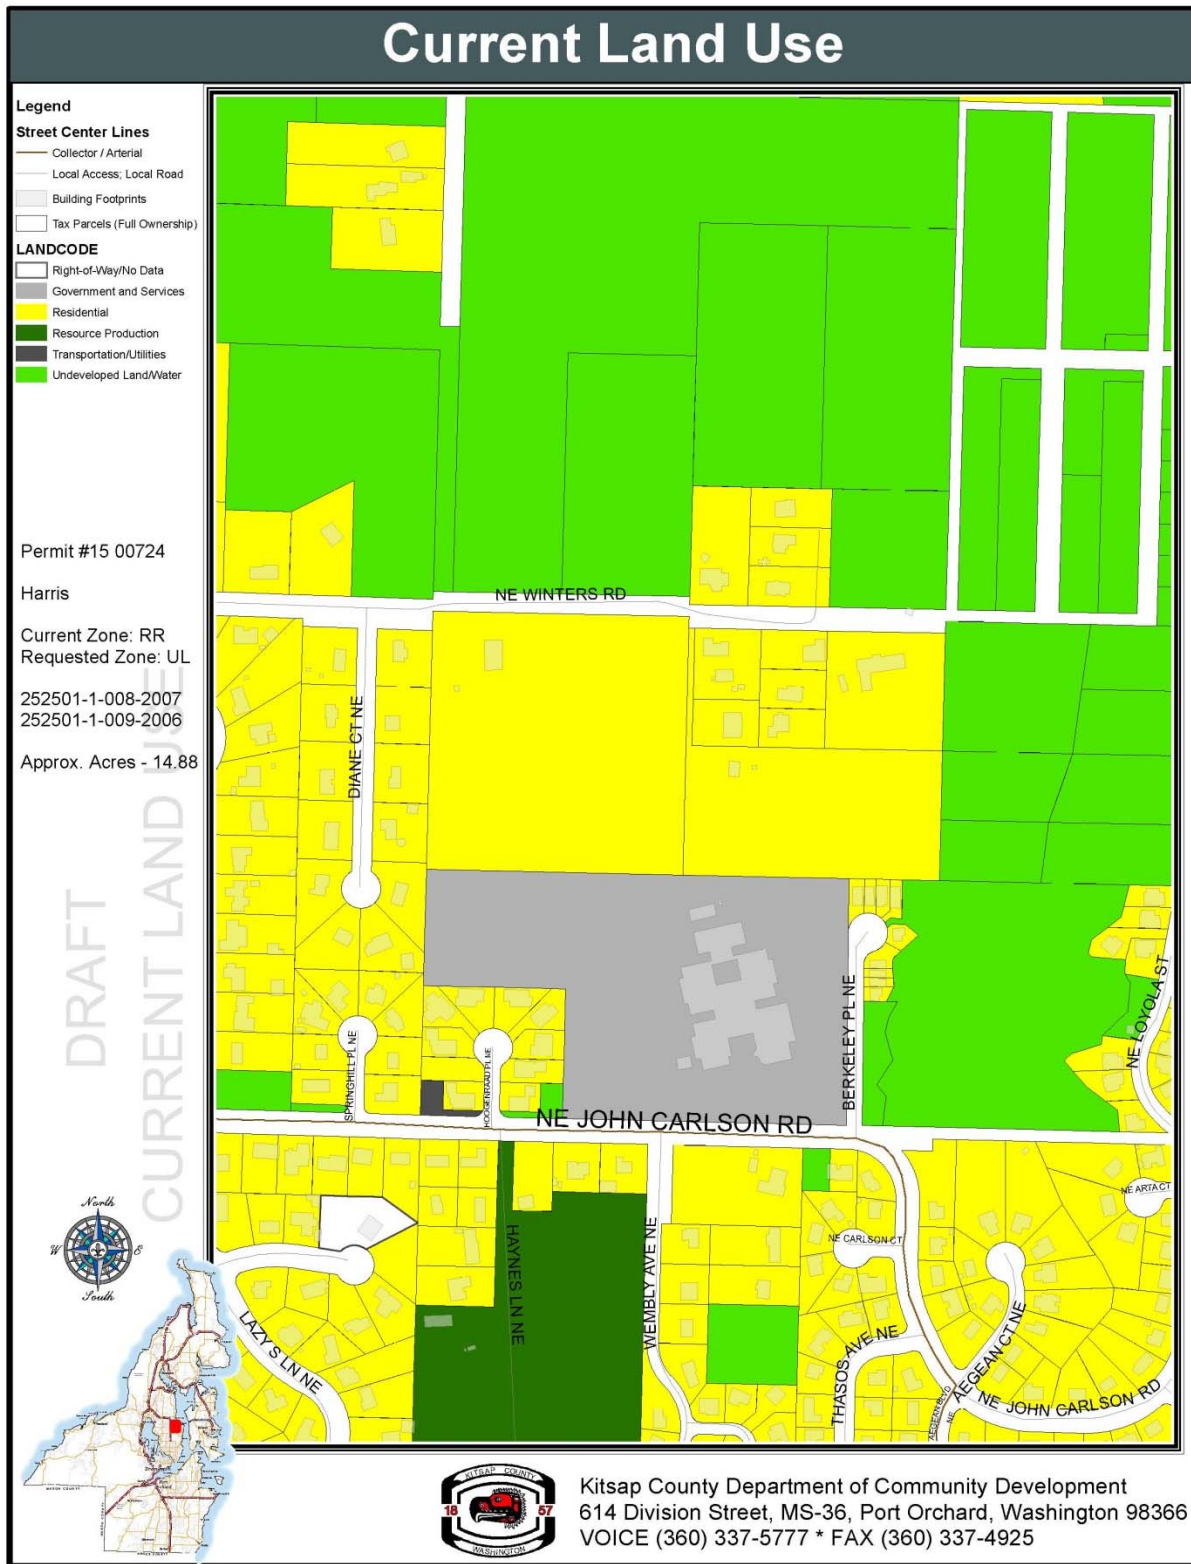 Current Land Use
Legend
Street Center Lines
Collector / Arterial
Local Access; Local Road
Building Footprints
Tax Parcels (Full Ownership)
LANDCODE
Right-of-Way/No Data
Government and Services
Residential
Resource Production
Transportation/Utilities
Undeveloped Land/Water
Permit #15 00724
Harris
Current Zone: RR
Requested Zone: UL
252501-1-008-2007
252501-1-009-2006
Approx. Acres - 14.88
DRAFT
CURRENT LAND USE
NE WINTERS RD
DIANE CT NE
SPRINGHILL PL NE
HOOGENRAAD PL NE
BERKELEY PL NE
NE LOYOLA ST
NE JOHN CARLSON RD
HAYNES LN NE
WEMBLY AVE NE
NE CARLSON CT
NE ARTA CT
LAZY S LN NE
THASOS AVE NE
AEGEAN BLVD NE
AEGEAN CT NE
NE JOHN CARLSON RD
North
W
E
South
KITSAP COUNTY
18 57
WASHINGTON
Kitsap County Department of Community Development
614 Division Street, MS-36, Port Orchard, Washington 98366
VOICE (360) 337-5777 * FAX (360) 337-4925